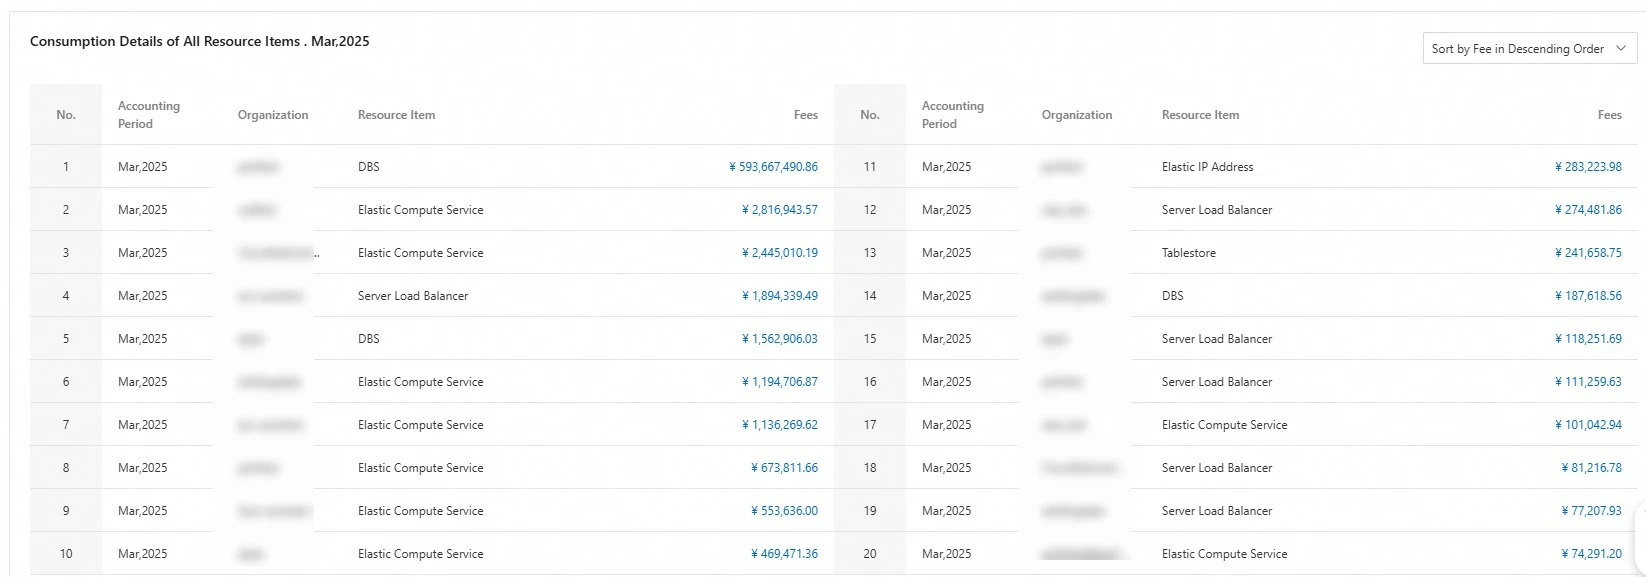 Consumption Details of All Resource Items . Mar,2025
Sort by Fee in Descending Order
No. Accounting Period Organization Resource Item Fees No. Accounting Period Organization Resource Item Fees
1 Mar,2025 DBS ¥ 593,667,490.86 11 Mar,2025 Elastic IP Address ¥ 283,223.98
2 Mar,2025 Elastic Compute Service ¥ 2,816,943.57 12 Mar,2025 Server Load Balancer ¥ 274,481.86
3 Mar,2025 Elastic Compute Service ¥ 2,445,010.19 13 Mar,2025 Tablestore ¥ 241,658.75
4 Mar,2025 Server Load Balancer ¥ 1,894,339.49 14 Mar,2025 DBS ¥ 187,618.56
5 Mar,2025 DBS ¥ 1,562,906.03 15 Mar,2025 Server Load Balancer ¥ 118,251.69
6 Mar,2025 Elastic Compute Service ¥ 1,194,706.87 16 Mar,2025 Server Load Balancer ¥ 111,259.63
7 Mar,2025 Elastic Compute Service ¥ 1,136,269.62 17 Mar,2025 Elastic Compute Service ¥ 101,042.94
8 Mar,2025 Elastic Compute Service ¥ 673,811.66 18 Mar,2025 Server Load Balancer ¥ 81,216.78
9 Mar,2025 Elastic Compute Service ¥ 553,636.00 19 Mar,2025 Server Load Balancer ¥ 77,207.93
10 Mar,2025 Elastic Compute Service ¥ 469,471.36 20 Mar,2025 Elastic Compute Service ¥ 74,291.20